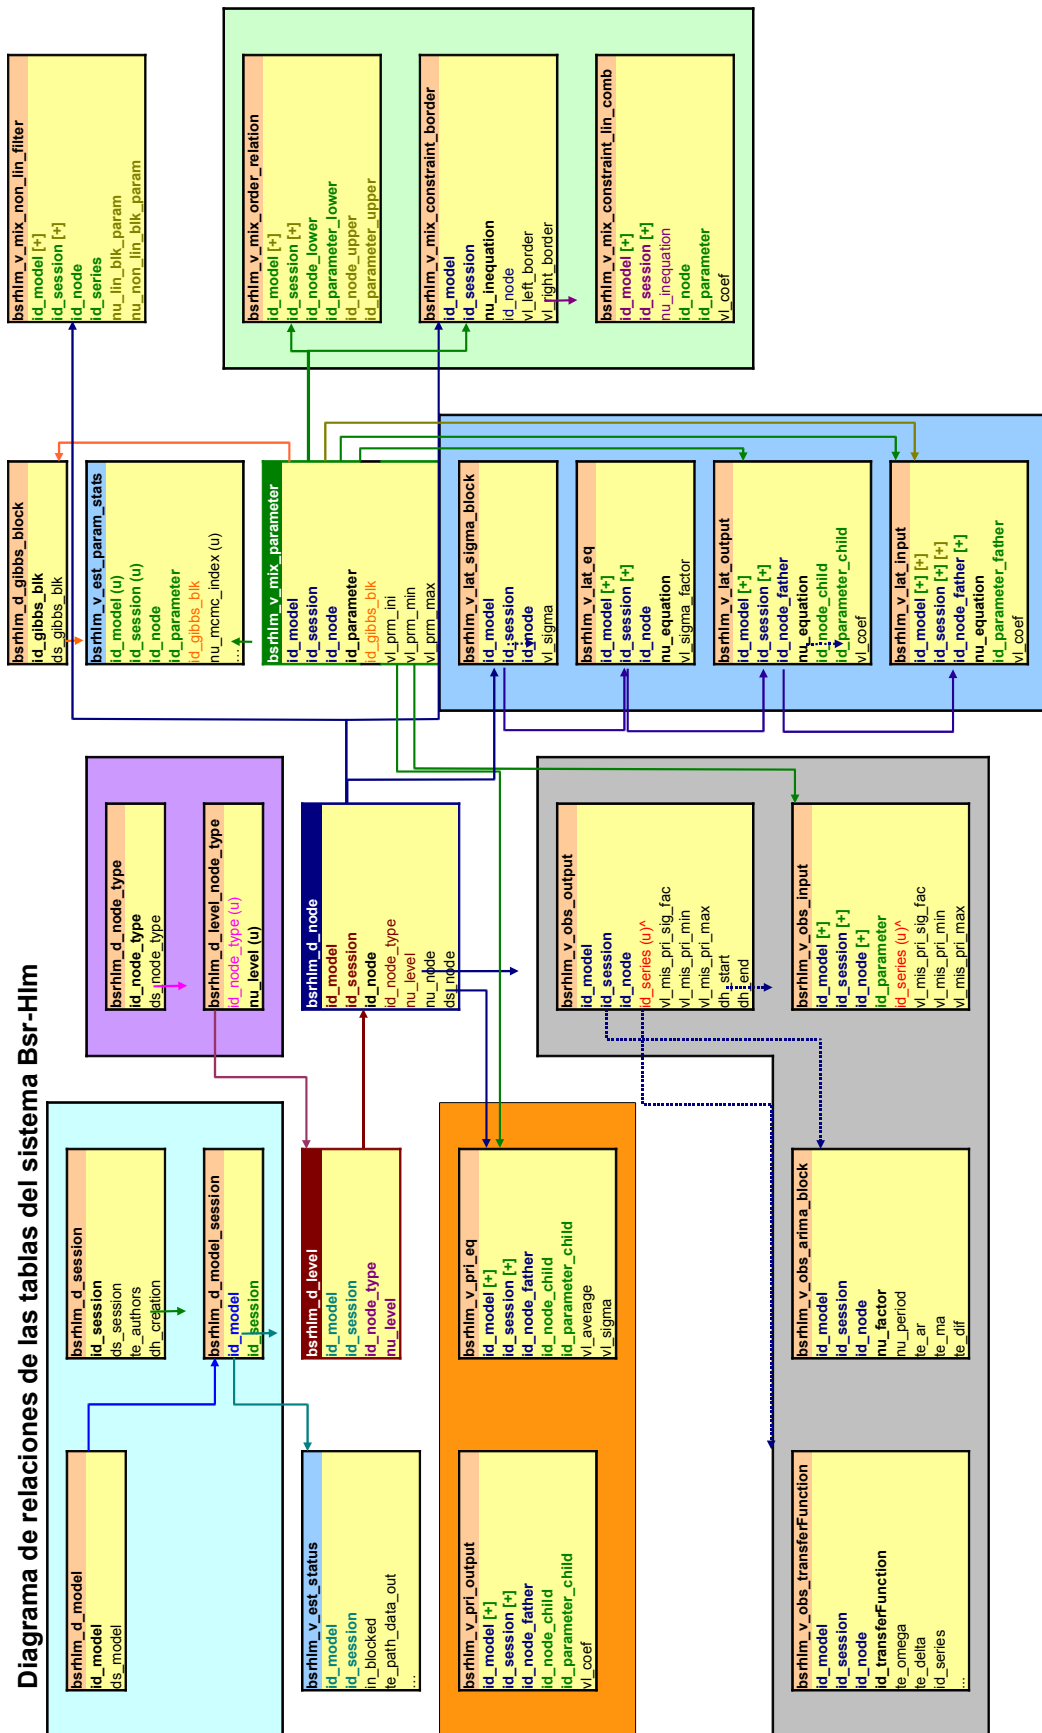 Diagrama de relaciones de las tablas del sistema Bsr-Hlm
bsrhlm_d_model
id_model
ds_model
bsrhlm_d_session
id_session
ds_session
te_authors
dh_creation
bsrhlm_d_model_session
id_model
id_session
bsrhlm_d_node_type
id_node_type
ds_node_type
bsrhlm_d_level_node_type
id_node_type (u)
nu_level (u)
bsrhlm_d_gibbs_block
id_gibbs_blk
ds_gibbs_blk
bsrhlm_v_est_param_stats
id_model (u)
id_session (u)
id_node
id_parameter
id_gibbs_blk
nu_mcmc_index (u)
...
bsrhlm_v_mix_non_lin_filter
id_model [+]
id_session [+]
id_node
id_series
nu_lin_blk_param
nu_non_lin_blk_param
bsrhlm_v_est_status
id_model
id_session
in_blocked
te_path_data_out
...
bsrhlm_d_level
id_model
id_session
id_node_type
nu_level
bsrhlm_d_node
id_model
id_session
id_node
id_node_type
nu_level
nu_node
ds_node
bsrhlm_v_mix_parameter
id_model
id_session
id_node
id_parameter
id_gibbs_blk
vl_prm_ini
vl_prm_min
vl_prm_max
bsrhlm_v_mix_order_relation
id_model [+]
id_session [+]
id_node_lower
id_parameter_lower
id_node_upper
id_parameter_upper
bsrhlm_v_mix_constraint_border
id_model
id_session
nu_inequation
id_node
vl_left_border
vl_right_border
bsrhlm_v_mix_constraint_lin_comb
id_model [+]
id_session [+]
nu_inequation
id_node
id_parameter
vl_coef
bsrhlm_v_pri_output
id_model [+]
id_session [+]
id_node_father
id_node_child
id_parameter_child
vl_coef
bsrhlm_v_pri_eq
id_model [+]
id_session [+]
id_node_father
id_node_child
id_parameter_child
vl_average
vl_sigma
bsrhlm_v_lat_sigma_block
id_model
id_session
id_node
vl_sigma
bsrhlm_v_lat_eq
id_model [+]
id_session [+]
id_node
nu_equation
vl_sigma_factor
bsrhlm_v_lat_output
id_model [+]
id_session [+]
id_node_father
nu_equation
id_node_child
id_parameter_child
vl_coef
bsrhlm_v_lat_input
id_model [+] [+]
id_session [+] [+]
id_node_father [+]
nu_equation
id_parameter_father
vl_coef
bsrhlm_v_obs_output
id_model
id_session
id_node
id_series (u)^
vl_mis_pri_sig_fac
vl_mis_pri_min
vl_mis_pri_max
dh_start
dh_end
bsrhlm_v_obs_input
id_model [+]
id_session [+]
id_node [+]
id_parameter
id_series (u)^
vl_mis_pri_sig_fac
vl_mis_pri_min
vl_mis_pri_max
bsrhlm_v_obs_transferFunction
id_model
id_session
id_node
id_transferFunction
te_omega
te_delta
id_series
...
bsrhlm_v_obs_arima_block
id_model
id_session
id_node
nu_factor
nu_period
te_ar
te_ma
te_dif